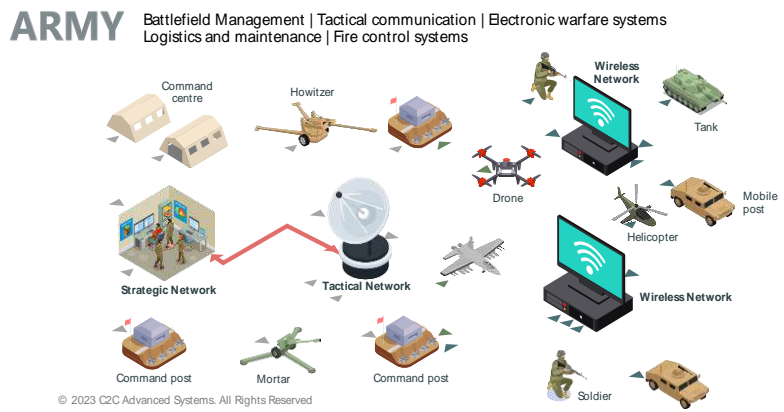 ARMY
Battlefield Management | Tactical communication | Electronic warfare systems
Logistics and maintenance | Fire control systems
Command
centre
Howitzer
Wireless
Network
Tank
Drone
Mobile
post
Helicopter
Strategic Network
Tactical Network
Wireless Network
Command post
Mortar
Command post
Soldier
© 2023 C2C Advanced Systems. All Rights Reserved